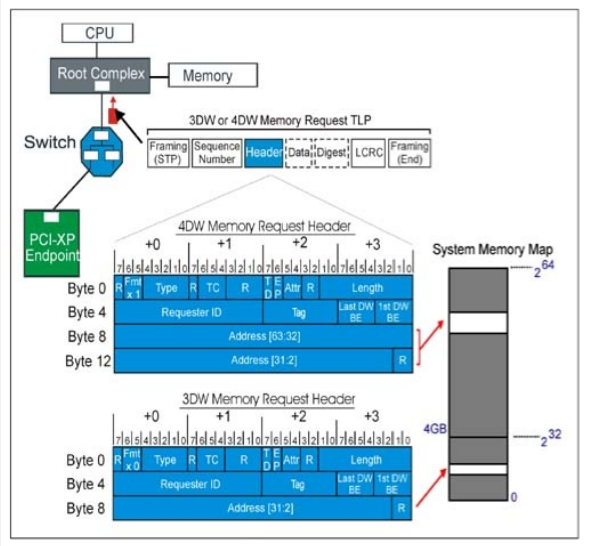 CPU
Root Complex
Memory
3DW or 4DW Memory Request TLP
Switch
Framing (STP)
Sequence Number
Header
Data
Digest
LCRC
Framing (End)
PCI-XP
Endpoint
4DW Memory Request Header
+0 +1 +2 +3
7 6 5 4 3 2 1 0 7 6 5 4 3 2 1 0 7 6 5 4 3 2 1 0 7 6 5 4 3 2 1 0
Byte 0 R Fmt x 1 Type R TC R T D E P Attr R Length
Byte 4 Requester ID Tag Last DW BE 1st DW BE
Byte 8 Address [63:32]
Byte 12 Address [31:2] R
System Memory Map
2^64
4GB
2^32
0
3DW Memory Request Header
+0 +1 +2 +3
7 6 5 4 3 2 1 0 7 6 5 4 3 2 1 0 7 6 5 4 3 2 1 0 7 6 5 4 3 2 1 0
Byte 0 R Fmt x 0 Type R TC R T D E P Attr R Length
Byte 4 Requester ID Tag Last DW BE 1st DW BE
Byte 8 Address [31:2] R